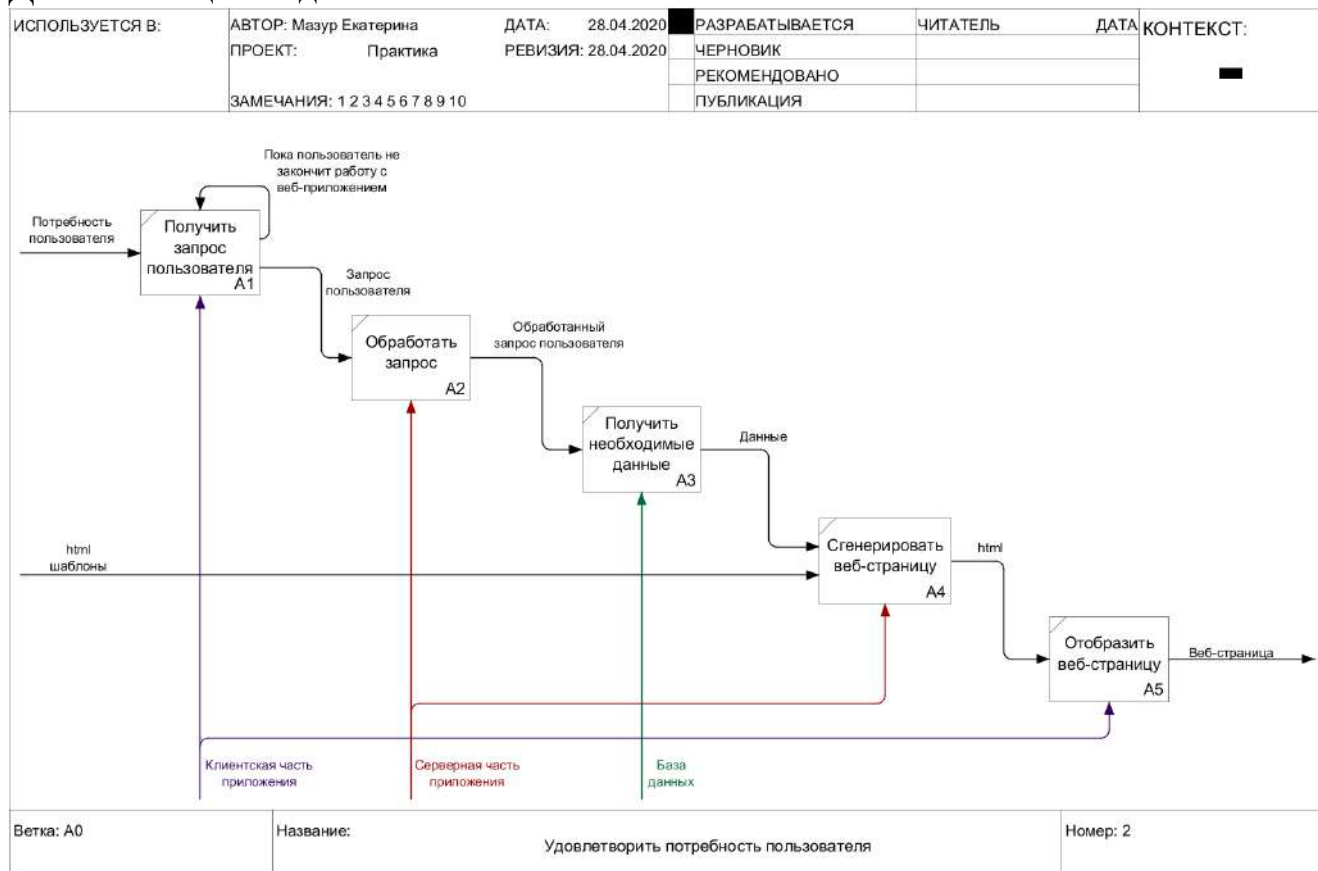 ИСПОЛЬЗУЕТСЯ В:
АВТОР: Мазур Екатерина
ДАТА: 28.04.2020
РАЗРАБАТЫВАЕТСЯ
ЧИТАТЕЛЬ
ДАТА
КОНТЕКСТ:
ПРОЕКТ: Практика
РЕВИЗИЯ: 28.04.2020
ЧЕРНОВИК
РЕКОМЕНДОВАНО
ЗАМЕЧАНИЯ: 1 2 3 4 5 6 7 8 9 10
ПУБЛИКАЦИЯ
Пока пользователь не
закончит работу с
веб-приложением
Потребность
пользователя
Получить
запрос
пользователя
A1
Запрос
пользователя
Обработать
запрос
A2
Обработанный
запрос пользователя
Получить
необходимые
данные
A3
Данные
html
шаблоны
Сгенерировать
веб-страницу
A4
html
Отобразить
веб-страницу
A5
Веб-страница
Клиентская часть
приложения
Серверная часть
приложения
База
данных
Ветка: A0
Название:
Удовлетворить потребность пользователя
Номер: 2